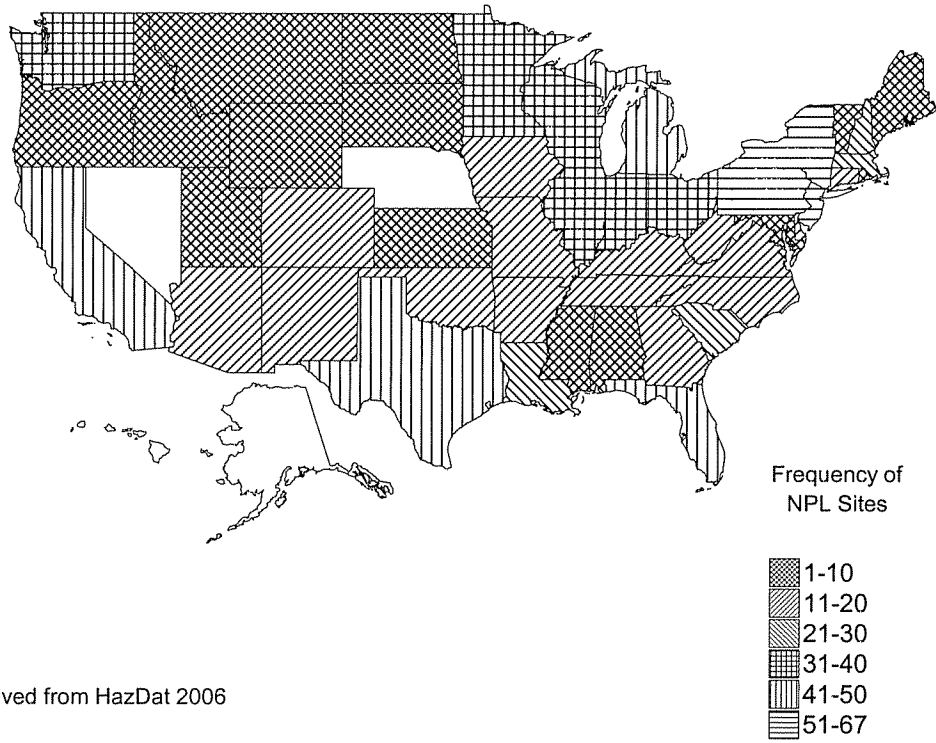 Frequency of
NPL Sites
1-10
11-20
21-30
31-40
41-50
51-67
ved from HazDat 2006